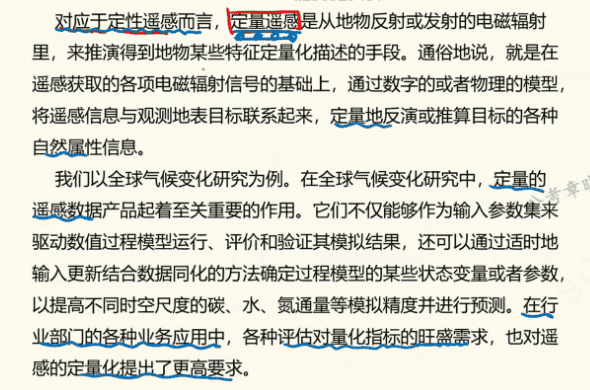 对应于定性遥感而言，定量遥感是从地物反射或发射的电磁辐射
里，来推演得到地物某些特征定量化描述的手段。通俗地说，就是在
遥感获取的各项电磁辐射信号的基础上，通过数字的或者物理的模型，
将遥感信息与观测地表目标联系起来，定量地反演或推算目标的各种
自然属性信息。
我们以全球气候变化研究为例。在全球气候变化研究中，定量的
遥感数据产品起着至关重要的作用。它们不仅能够作为输入参数集来
驱动数值过程模型运行、评价和验证其模拟结果，还可以通过适时地
输入更新结合数据同化的方法确定过程模型的某些状态变量或者参数，
以提高不同时空尺度的碳、水、氮通量等模拟精度并进行预测。在行
业部门的各种业务应用中，各种评估对量化指标的旺盛需求，也对遥
感的定量化提出了更高要求。